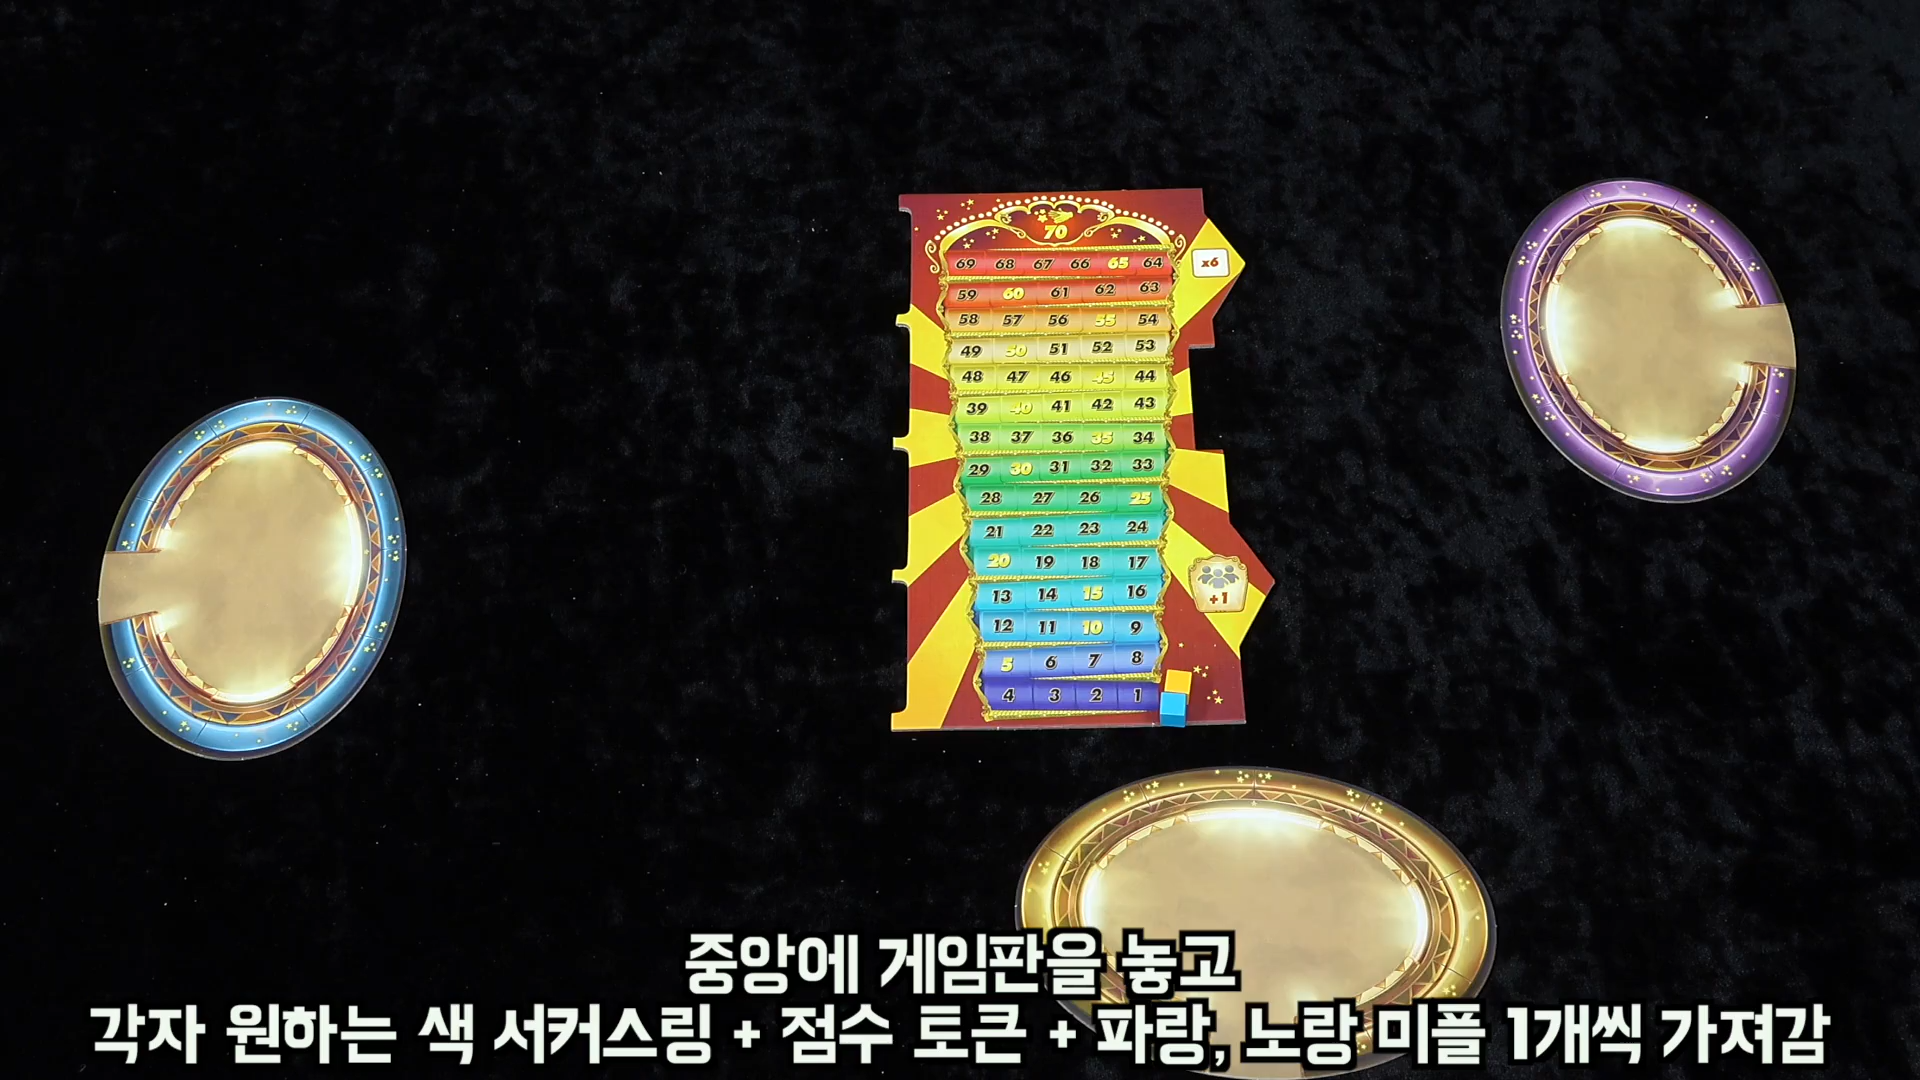 70
69 68 67 66 65 64
x6
59 60 61 62 63
58 57 56 55 54
49 50 51 52 53
48 47 46 45 44
39 40 41 42 43
38 37 36 35 34
29 30 31 32 33
28 27 26 25
21 22 23 24
20 19 18 17
+1
13 14 15 16
12 11 10 9
5 6 7 8
4 3 2 1
중앙에 게임판을 놓고
각자 원하는 색 서커스링 + 점수 토큰 + 파랑, 노랑 미플 1개씩 가져감